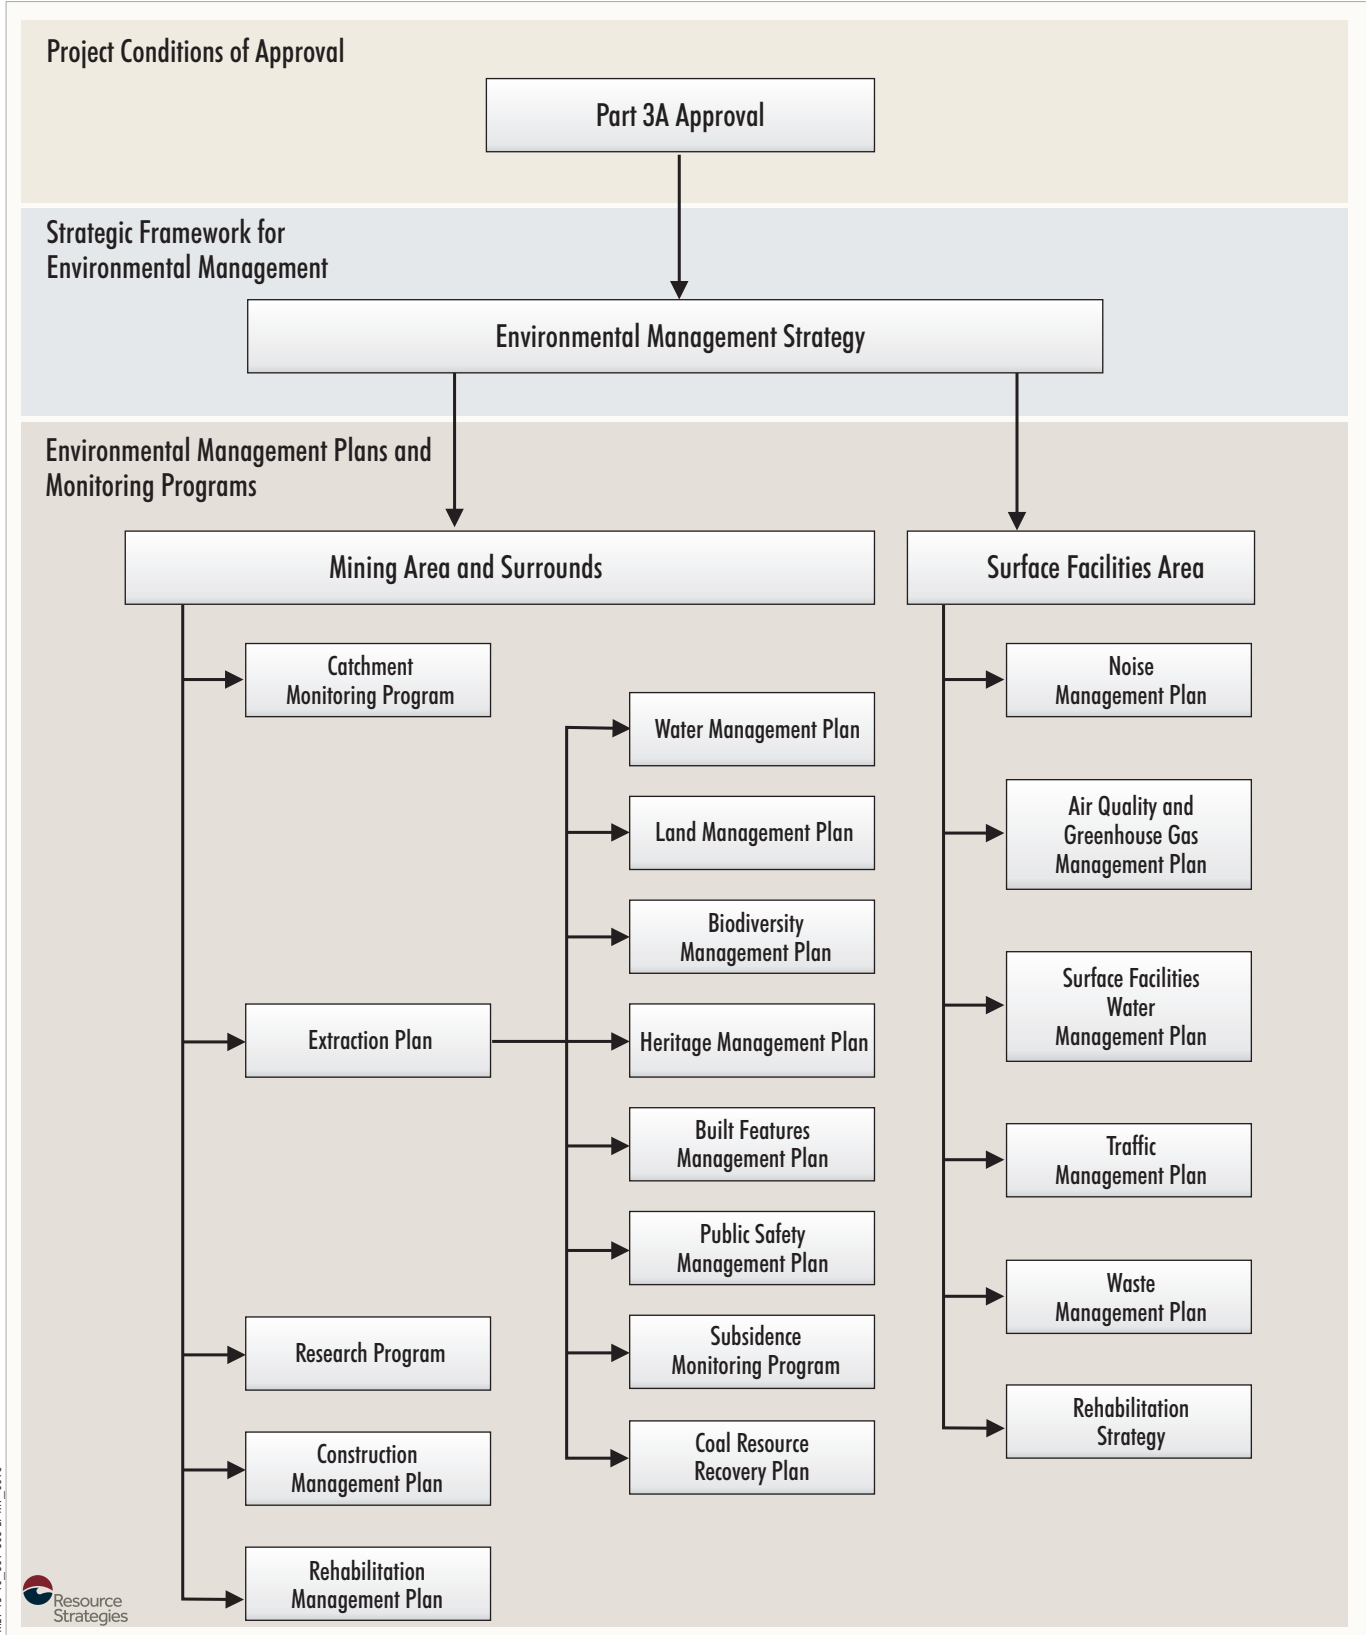 Project Conditions of Approval
Part 3A Approval
Strategic Framework for
Environmental Management
Environmental Management Strategy
Environmental Management Plans and
Monitoring Programs
Mining Area and Surrounds
Catchment
Monitoring Program
Extraction Plan
Research Program
Construction
Management Plan
Rehabilitation
Management Plan
Water Management Plan
Land Management Plan
Biodiversity
Management Plan
Heritage Management Plan
Built Features
Management Plan
Public Safety
Management Plan
Subsidence
Monitoring Program
Coal Resource
Recovery Plan
Surface Facilities Area
Noise
Management Plan
Air Quality and
Greenhouse Gas
Management Plan
Surface Facilities
Water
Management Plan
Traffic
Management Plan
Waste
Management Plan
Rehabilitation
Strategy
Resource
Strategies